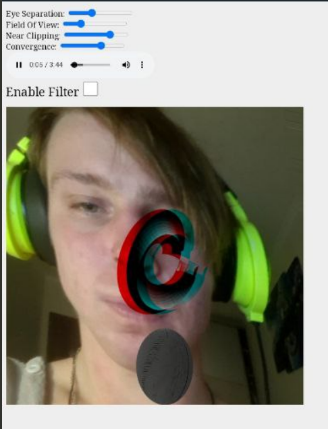 Eye Separation:
Field Of View:
Near Clipping:
Convergence:
0:05 / 3:44
Enable Filter